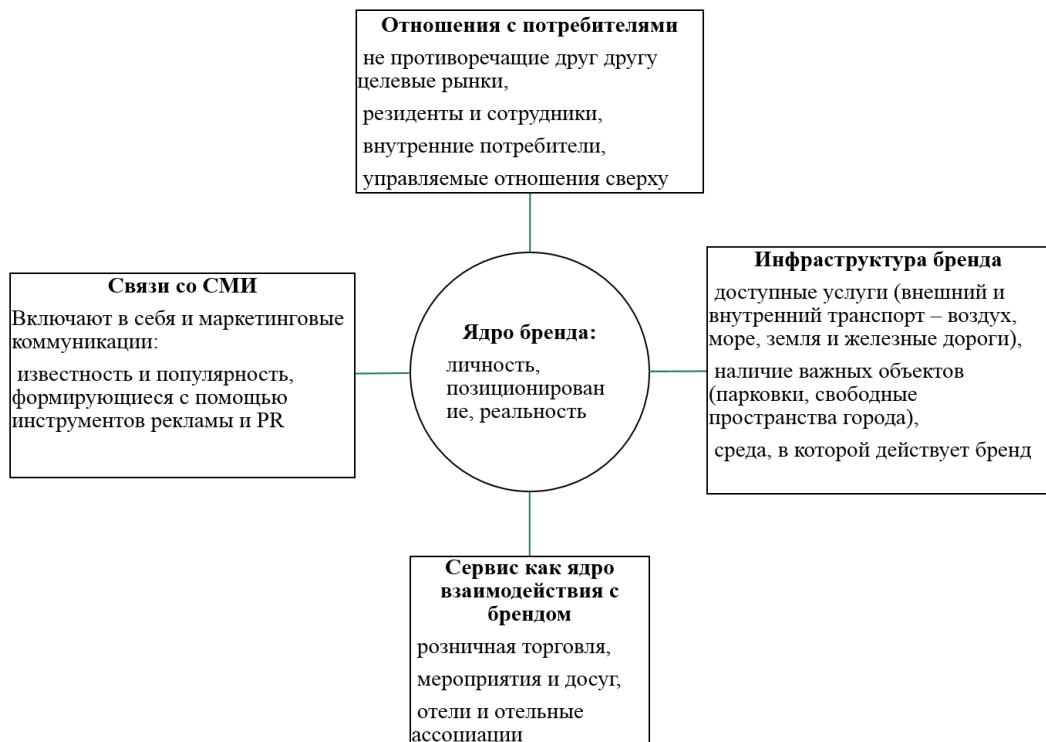 Отношения с потребителями
не противоречащие друг другу
целевые рынки,
резиденты и сотрудники,
внутренние потребители,
управляемые отношения сверху
Связи со СМИ
Включают в себя и маркетинговые
коммуникации:
известность и популярность,
формирующиеся с помощью
инструментов рекламы и PR
Ядро бренда:
личность,
позиционирован
ие, реальность
Инфраструктура бренда
доступные услуги (внешний и
внутренний транспорт – воздух,
море, земля и железные дороги),
наличие важных объектов
(парковки, свободные
пространства города),
среда, в которой действует бренд
Сервис как ядро
взаимодействия с
брендом
розничная торговля,
мероприятия и досуг,
отели и отельные
ассоциации